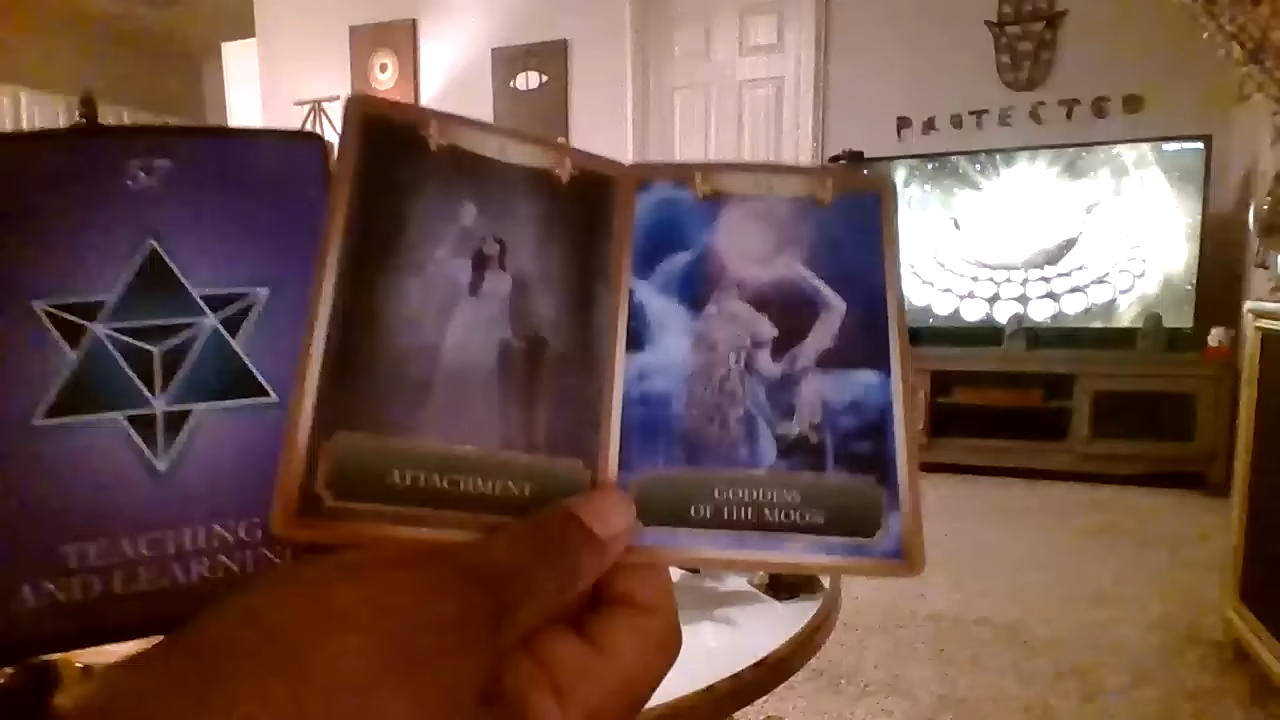 PROTECTED
57
TEACHING
AND LEARNING
ATTACHMENT
GODDESS
OF THE MOON